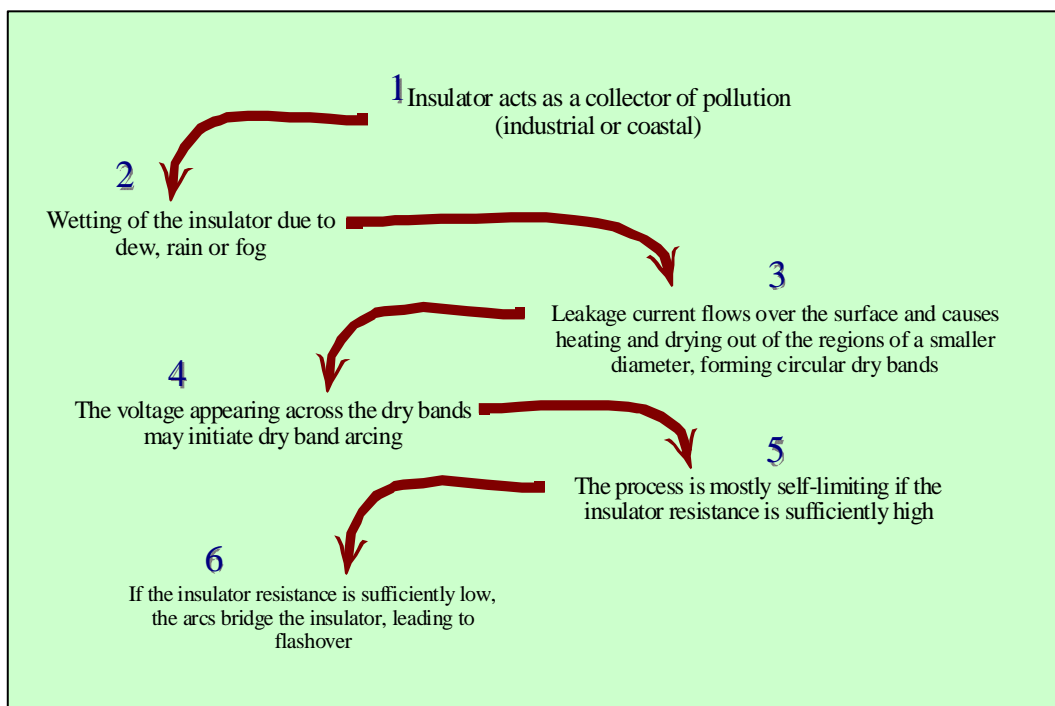 1 Insulator acts as a collector of pollution
(industrial or coastal)
2
Wetting of the insulator due to
dew, rain or fog
3
Leakage current flows over the surface and causes
heating and drying out of the regions of a smaller
diameter, forming circular dry bands
4
The voltage appearing across the dry bands
may initiate dry band arcing
5
The process is mostly self-limiting if the
insulator resistance is sufficiently high
6
If the insulator resistance is sufficiently low,
the arcs bridge the insulator, leading to
flashover